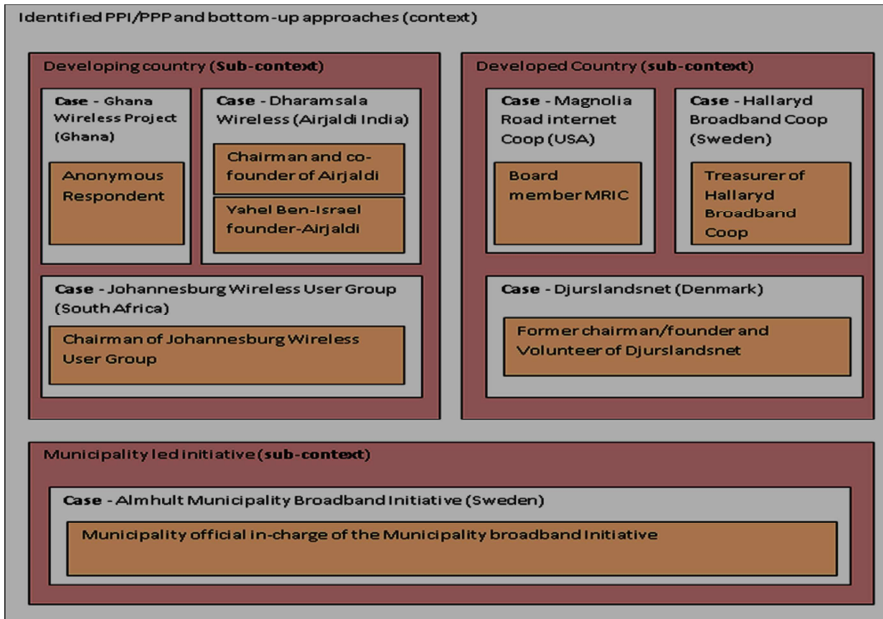 Identified PPI/PPP and bottom-up approaches (context)
Developing country (Sub-context)
Case - Ghana
Wireless Project
(Ghana)
Anonymous
Respondent
Case - Dharamsala
Wireless (Airjaldi India)
Chairman and co-
founder of Airjaldi
Yahel Ben-Israel
founder-Airjaldi
Case - Johannesburg Wireless User Group
(South Africa)
Chairman of Johannesburg Wireless
User Group
Developed Country (sub-context)
Case - Magnolia
Road internet
Coop (USA)
Board
member MRIC
Case - Hallaryd
Broadband Coop
(Sweden)
Treasurer of
Hallaryd
Broadband
Coop
Case - Djurslandsnet (Denmark)
Former chairman/founder and
Volunteer of Djurslandsnet
Municipality led initiative (sub-context)
Case - Almhult Municipality Broadband Initiative (Sweden)
Municipality official in-charge of the Municipality broadband Initiative